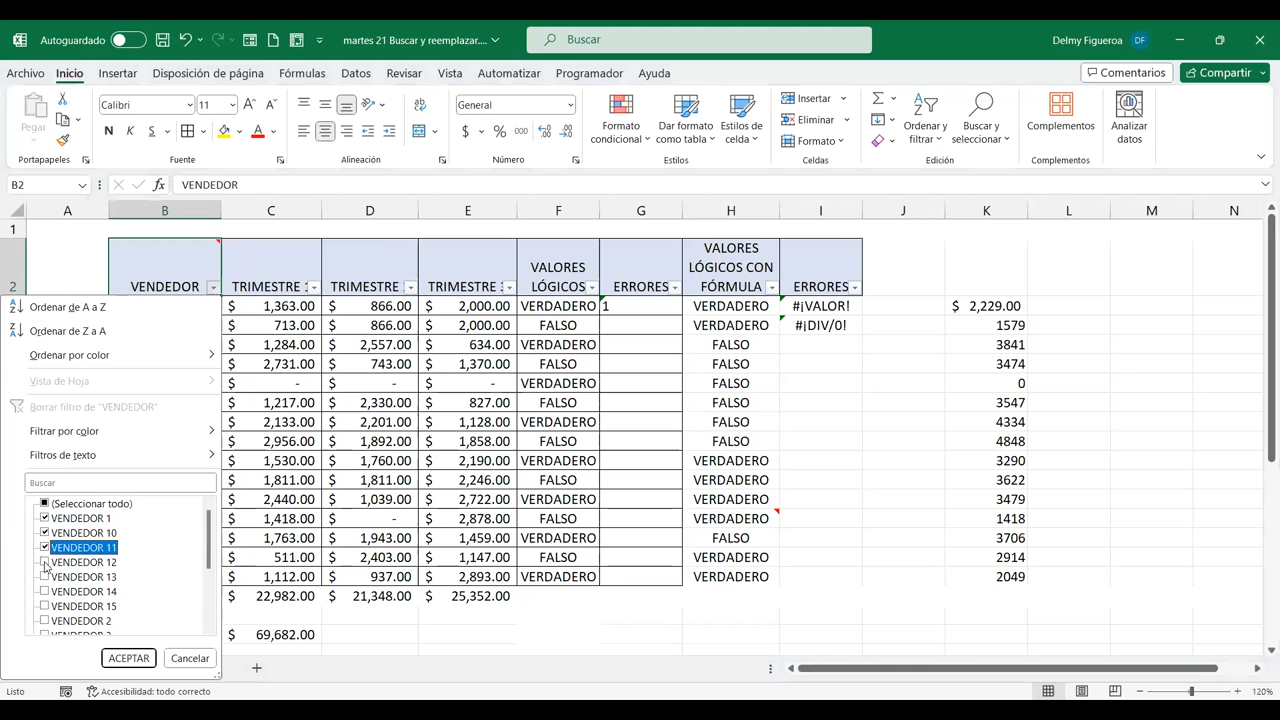 Autoguardado
martes 21 Buscar y reemplazar....
Buscar
Delmy Figueroa
DF
Archivo Inicio Insertar Disposición de página Fórmulas Datos Revisar Vista Automatizar Programador Ayuda
Comentarios
Compartir
Pegar
Calibri 11
General
N K S
$ % 000
Formato condicional
Dar formato como tabla
Estilos de celda
Insertar
Eliminar
Formato
Ordenar y filtrar
Buscar y seleccionar
Complementos
Analizar datos
Portapapeles Fuente Alineación Número Estilos Celdas Edición Complementos
B2 fx VENDEDOR
A B C D E F G H I J K L M N
1
2 VENDEDOR TRIMESTRE TRIMESTRE TRIMESTRE VALORES LÓGICOS ERRORES VALORES LÓGICOS CON FÓRMULA ERRORES
$ 1,363.00 $ 866.00 $ 2,000.00 VERDADERO 1 VERDADERO #¡VALOR! $ 2,229.00
$ 713.00 $ 866.00 $ 2,000.00 FALSO VERDADERO #¡DIV/0! 1579
$ 1,284.00 $ 2,557.00 $ 634.00 VERDADERO FALSO 3841
$ 2,731.00 $ 743.00 $ 1,370.00 FALSO FALSO 3474
$ - $ - $ - VERDADERO FALSO 0
$ 1,217.00 $ 2,330.00 $ 827.00 FALSO FALSO 3547
$ 2,133.00 $ 2,201.00 $ 1,128.00 VERDADERO FALSO 4334
$ 2,956.00 $ 1,892.00 $ 1,858.00 FALSO FALSO 4848
$ 1,530.00 $ 1,760.00 $ 2,190.00 VERDADERO VERDADERO 3290
$ 1,811.00 $ 1,811.00 $ 2,246.00 FALSO VERDADERO 3622
$ 2,440.00 $ 1,039.00 $ 2,722.00 VERDADERO VERDADERO 3479
$ 1,418.00 $ - $ 2,878.00 FALSO VERDADERO 1418
$ 1,763.00 $ 1,943.00 $ 1,459.00 VERDADERO FALSO 3706
$ 511.00 $ 2,403.00 $ 1,147.00 FALSO VERDADERO 2914
$ 1,112.00 $ 937.00 $ 2,893.00 VERDADERO VERDADERO 2049
$ 22,982.00 $ 21,348.00 $ 25,352.00
$ 69,682.00
Ordenar de A a Z
Ordenar de Z a A
Ordenar por color
Vista de Hoja
Borrar filtro de "VENDEDOR"
Filtrar por color
Filtros de texto
Buscar
(Seleccionar todo)
VENDEDOR 1
VENDEDOR 10
VENDEDOR 11
VENDEDOR 12
VENDEDOR 13
VENDEDOR 14
VENDEDOR 15
VENDEDOR 2
ACEPTAR Cancelar
Listo Accesibilidad: todo correcto 120%